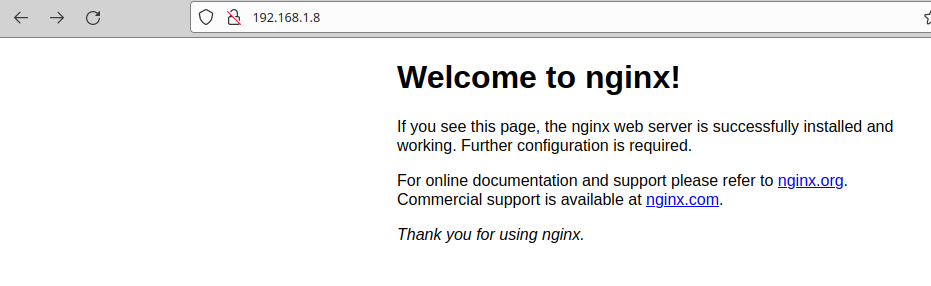 192.168.1.8
Welcome to nginx!
If you see this page, the nginx web server is successfully installed and
working. Further configuration is required.
For online documentation and support please refer to nginx.org.
Commercial support is available at nginx.com.
Thank you for using nginx.